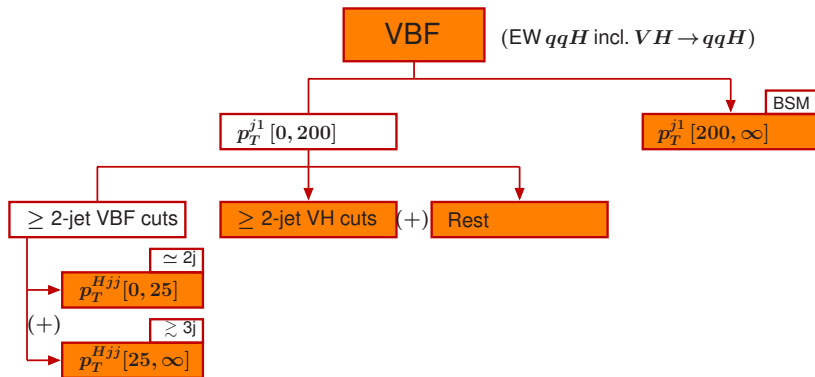 VBF (EW qqH incl. VH → qqH)
BSM
p_T^{j1} [0, 200]
p_T^{j1} [200, ∞]
≥ 2-jet VBF cuts
≥ 2-jet VH cuts
(+)
Rest
≃ 2j
p_T^{Hjj} [0, 25]
(+)
≳ 3j
p_T^{Hjj} [25, ∞]